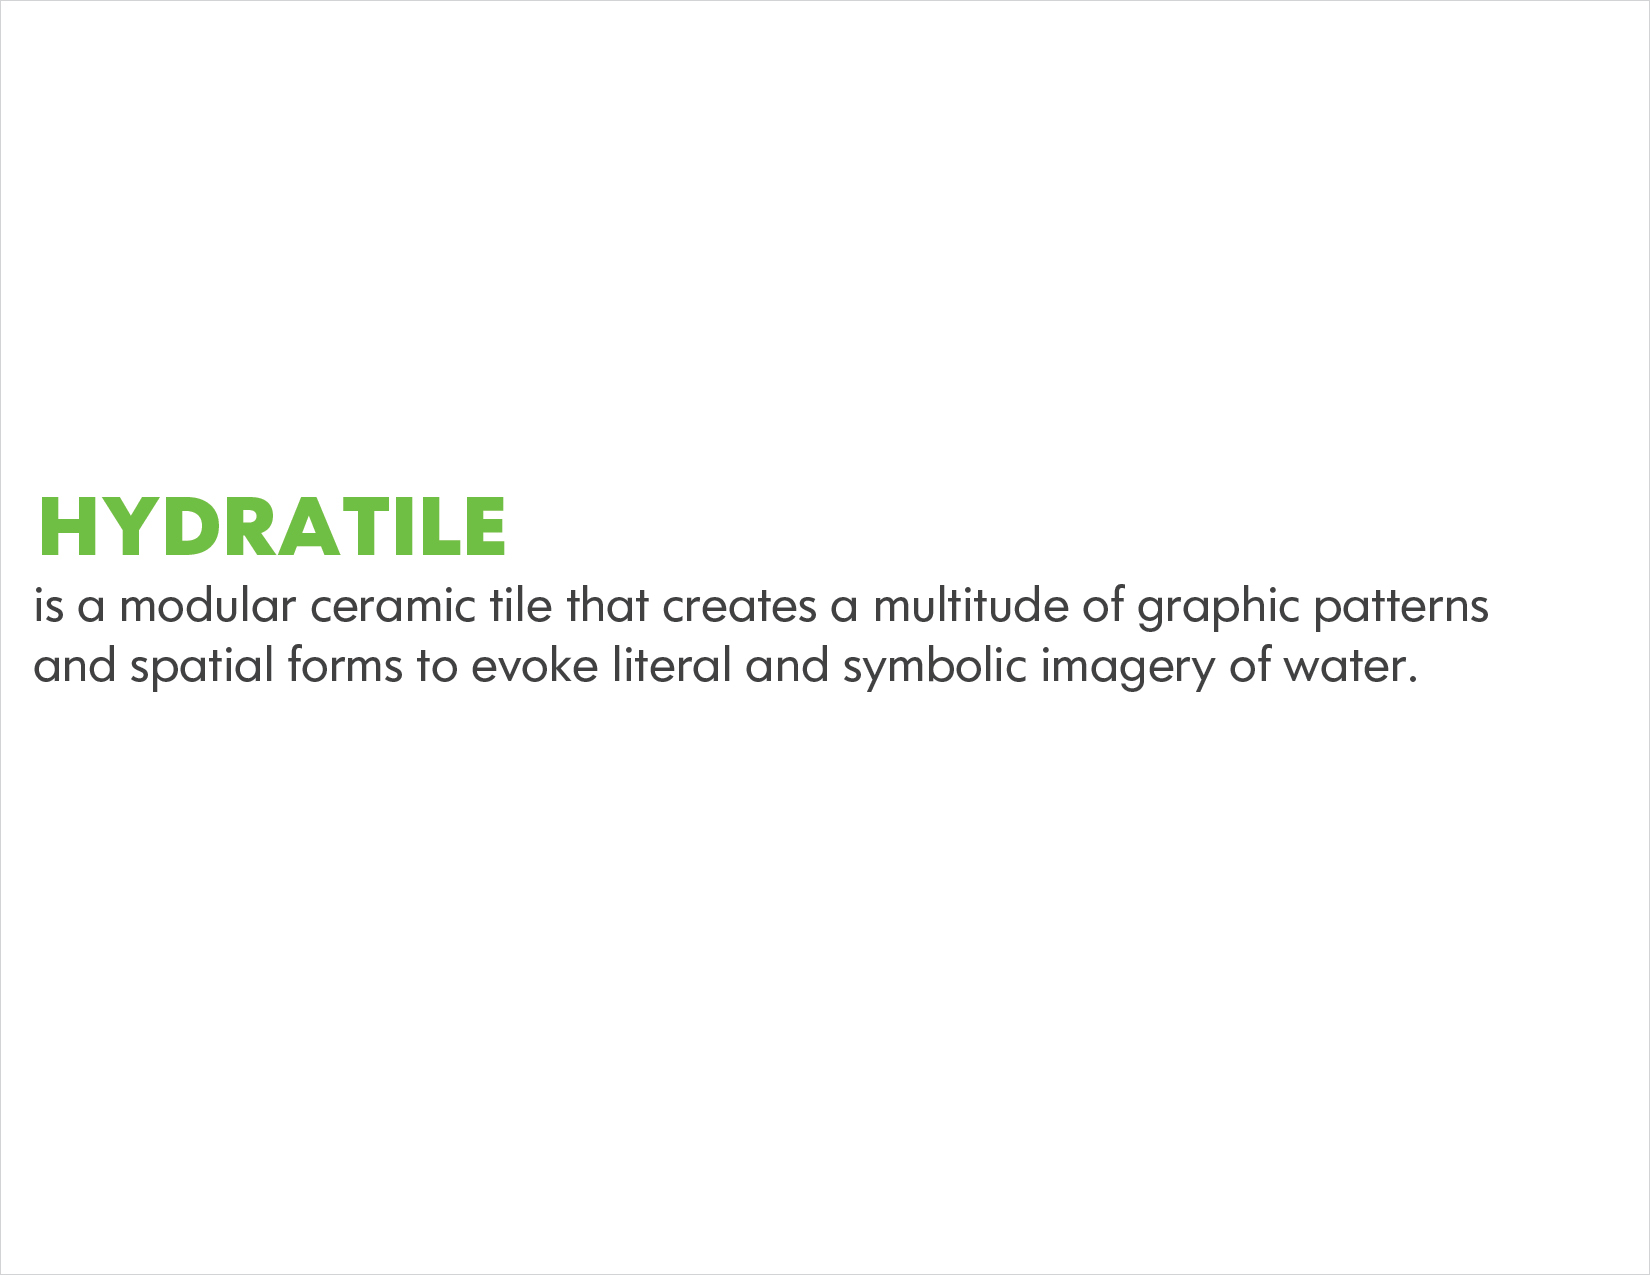 HYDRATILE
is a modular ceramic tile that creates a multitude of graphic patterns
and spatial forms to evoke literal and symbolic imagery of water.